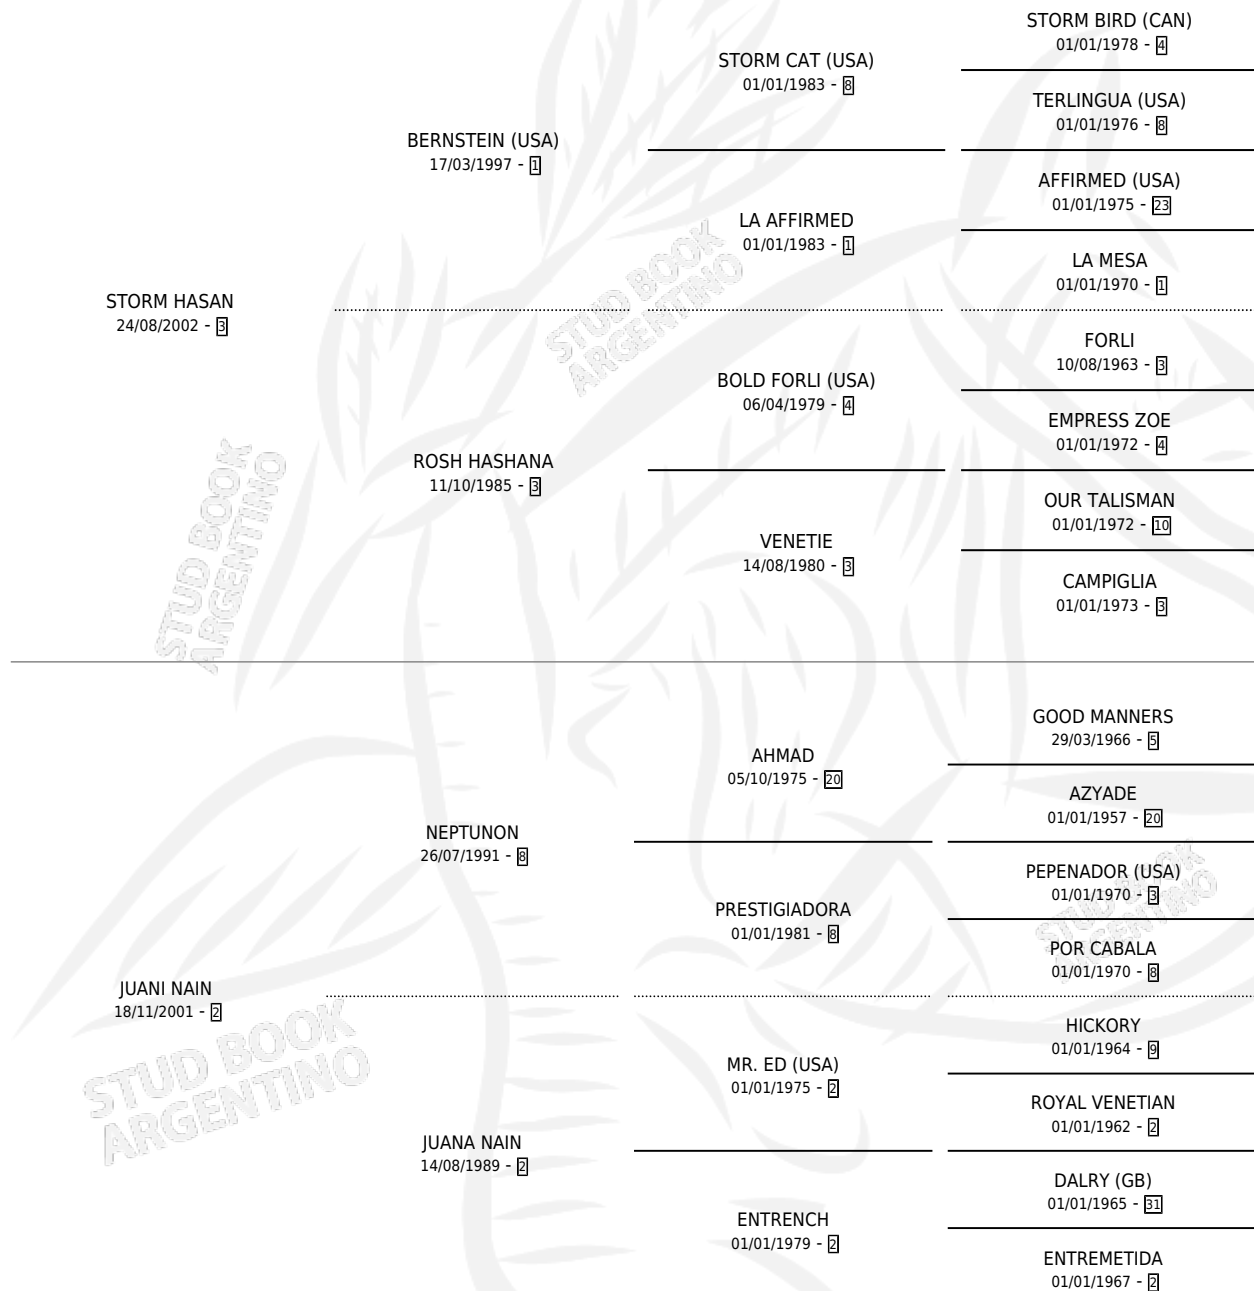 STORM BIRD (CAN)
01/01/1978 - 4
STORM CAT (USA)
01/01/1983 - 8
TERLINGUA (USA)
01/01/1976 - 8
BERNSTEIN (USA)
17/03/1997 - 1
AFFIRMED (USA)
01/01/1975 - 23
LA AFFIRMED
01/01/1983 - 1
LA MESA
01/01/1970 - 1
STORM HASAN
24/08/2002 - 3
FORLI
10/08/1963 - 3
BOLD FORLI (USA)
06/04/1979 - 4
EMPRESS ZOE
01/01/1972 - 4
ROSH HASHANA
11/10/1985 - 3
OUR TALISMAN
01/01/1972 - 10
VENETIE
14/08/1980 - 3
CAMPIGLIA
01/01/1973 - 3
GOOD MANNERS
29/03/1966 - 5
AHMAD
05/10/1975 - 20
AZYADE
01/01/1957 - 20
NEPTUNON
26/07/1991 - 8
PEPENADOR (USA)
01/01/1970 - 3
PRESTIGIADORA
01/01/1981 - 8
POR CABALA
01/01/1970 - 8
JUANI NAIN
18/11/2001 - 2
HICKORY
01/01/1964 - 9
MR. ED (USA)
01/01/1975 - 2
ROYAL VENETIAN
01/01/1962 - 2
JUANA NAIN
14/08/1989 - 2
DALRY (GB)
01/01/1965 - 31
ENTRENCH
01/01/1979 - 2
ENTREMETIDA
01/01/1967 - 2
STUD BOOK
ARGENTINO
STUD BOOK
ARGENTINO
STUD BOOK
ARGENTINO
STUD BOOK
ARGENTINO